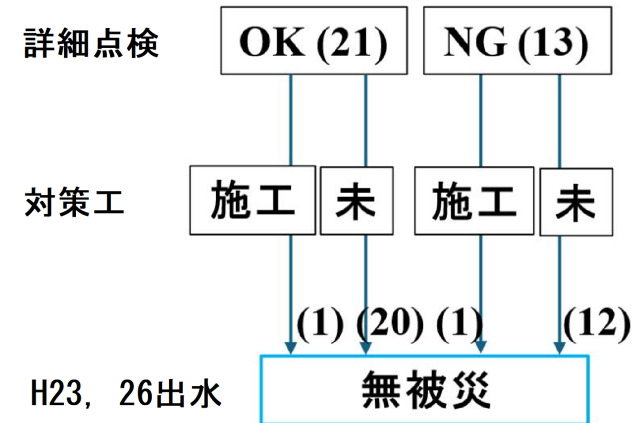 詳細点検 OK (21) NG (13)
対策工 施工 未 施工 未
(1) (20) (1) (12)
H23, 26出水 無被災